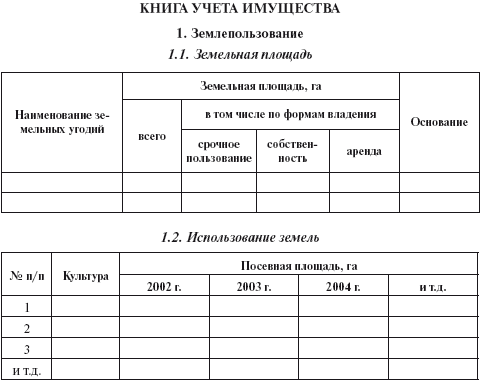 КНИГА УЧЕТА ИМУЩЕСТВА
1. Землепользование
1.1. Земельная площадь
Наименование зе-
мельных угодий
Земельная площадь, га
Основание
всего
в том числе по формам владения
срочное
пользование
собствен-
ность
аренда
1.2. Использование земель
№ п/п
Культура
Посевная площадь, га
2002 г.
2003 г.
2004 г.
и т.д.
1
2
3
и т.д.